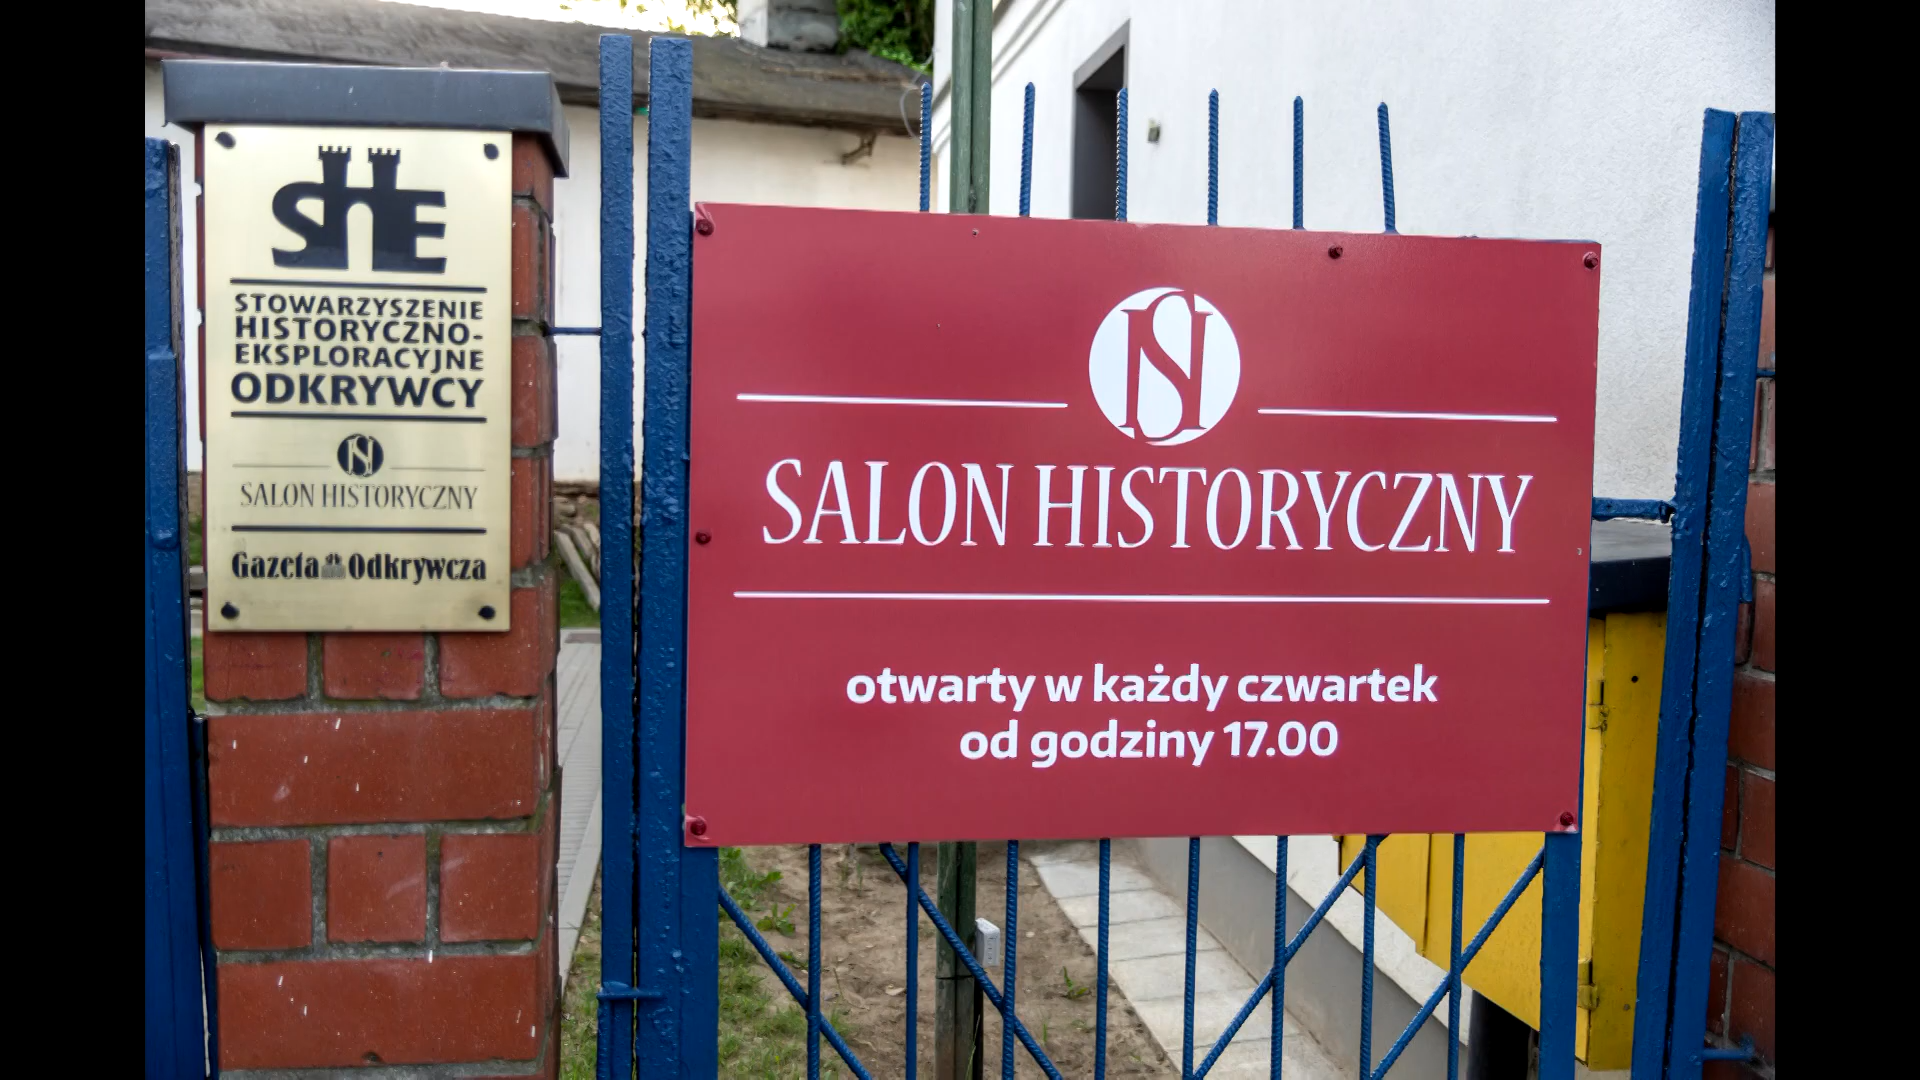 SHE
STOWARZYSZENIE
HISTORYCZNO-
EKSPLORACYJNE
ODKRYWCY
SALON HISTORYCZNY
Gazeta Odkrywcza
SALON HISTORYCZNY
otwarty w każdy czwartek
od godziny 17.00